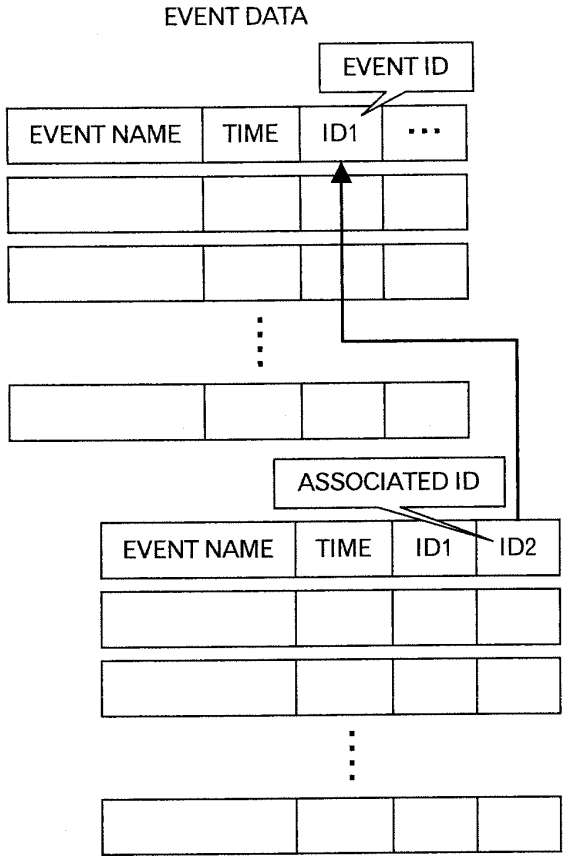 EVENT DATA
EVENT ID
EVENT NAME TIME ID1 ...
ASSOCIATED ID
EVENT NAME TIME ID1 ID2